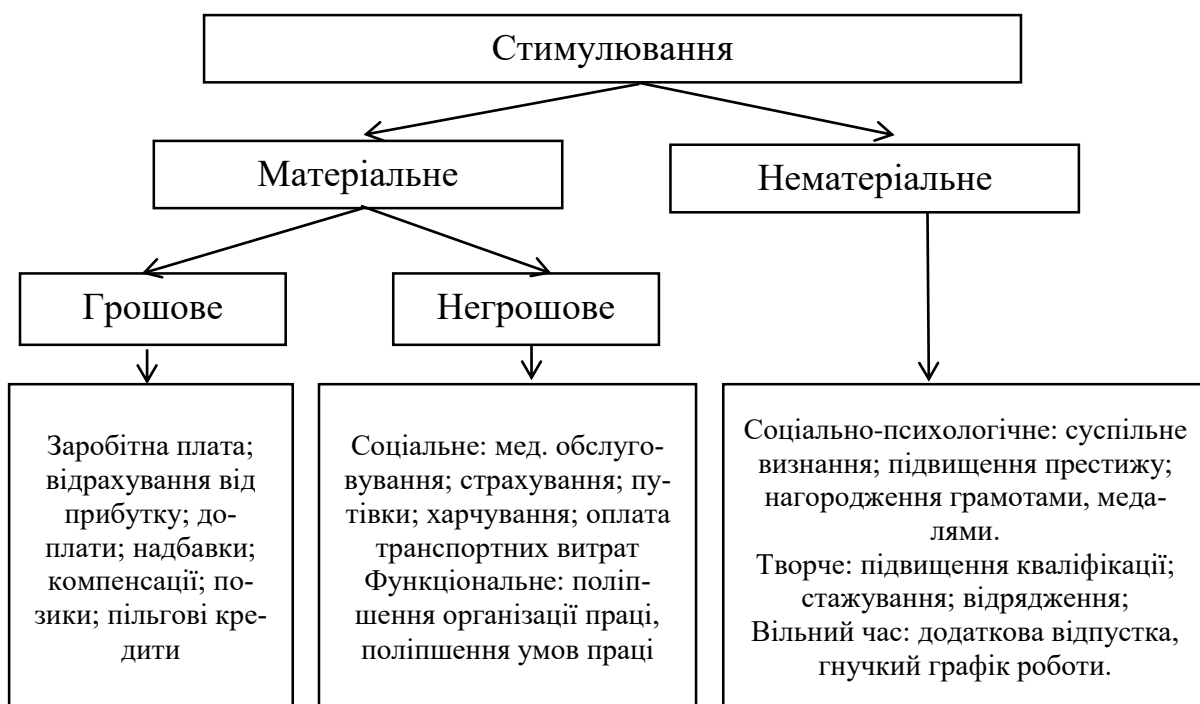 Стимулювання
Матеріальне
Нематеріальне
Грошове
Негрошове
Заробітна плата;
відрахування від
прибутку; до-
плати; надбавки;
компенсації; по-
зики; пільгові кре-
дити
Соціальне: мед. обслуго-
вування; страхування; пу-
тівки; харчування; оплата
транспортних витрат
Функціональне: поліп-
шення організації праці,
поліпшення умов праці
Соціально-психологічне: суспільне
визнання; підвищення престижу;
нагородження грамотами, меда-
лями.
Творче: підвищення кваліфікації;
стажування; відрядження;
Вільний час: додаткова відпустка,
гнучкий графік роботи.